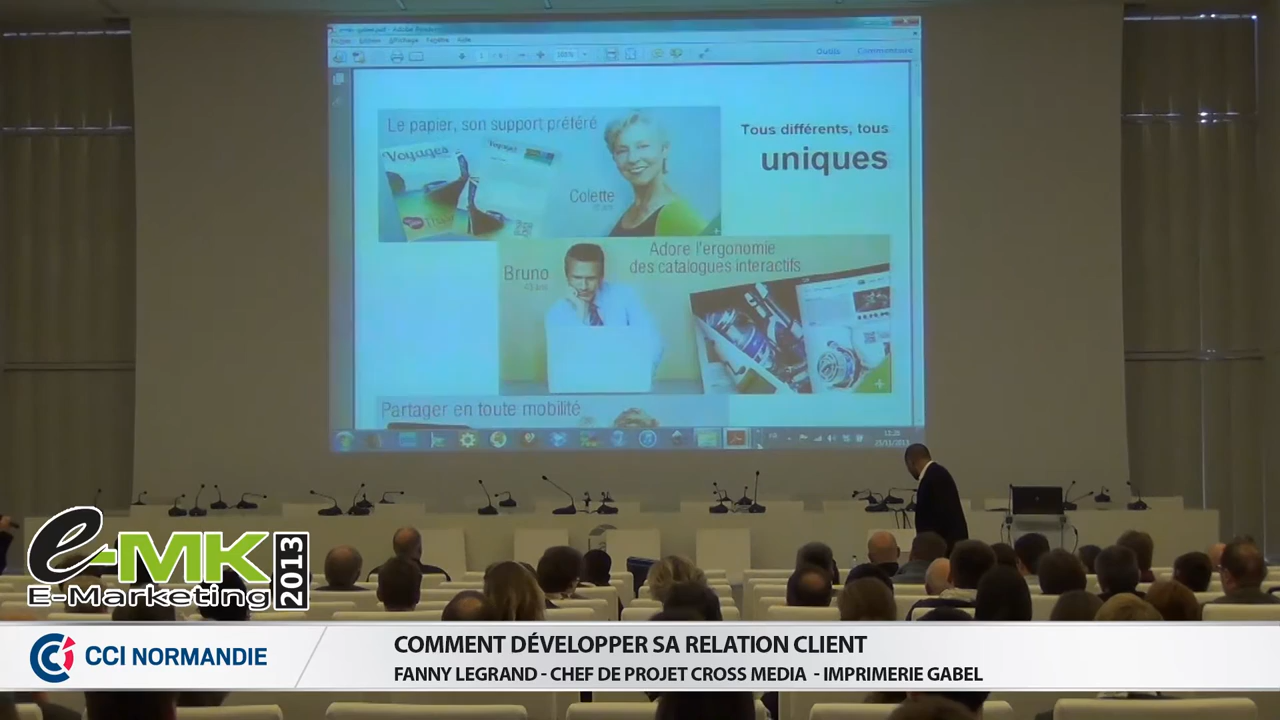 Outils Commentaire
Le papier, son support préféré
Voyages
Colette
Tous différents, tous
uniques
Adore l'ergonomie
des catalogues interactifs
Bruno
Partager en toute mobilité
e-MK
E-Marketing
2013
CCI NORMANDIE
COMMENT DÉVELOPPER SA RELATION CLIENT
FANNY LEGRAND - CHEF DE PROJET CROSS MEDIA - IMPRIMERIE GABEL